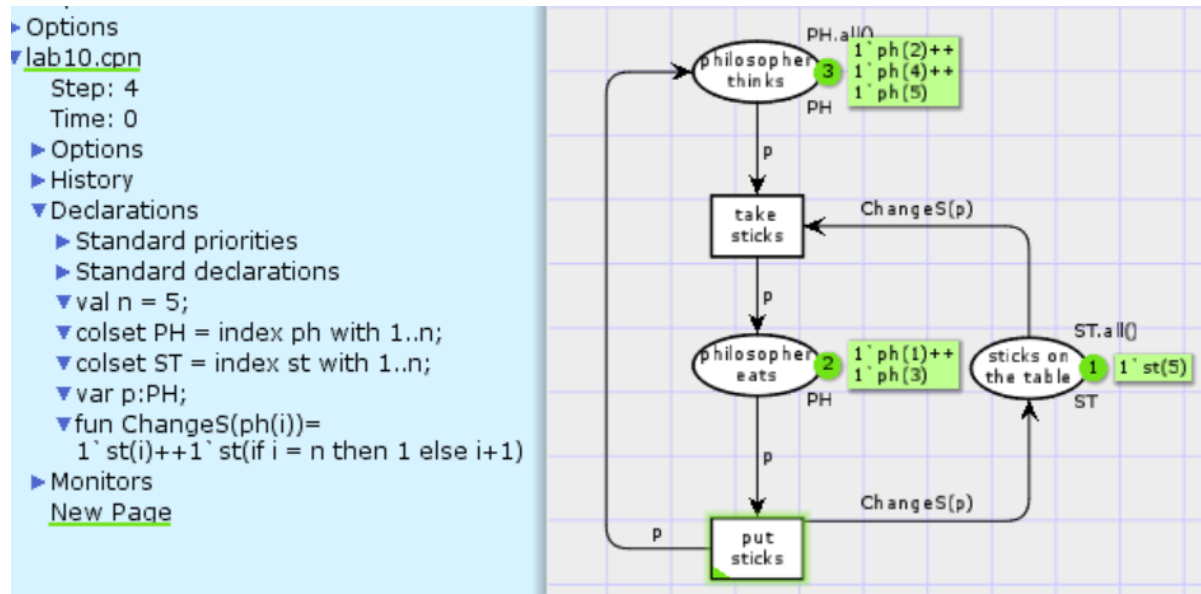 Options
lab10.cpn
Step: 4
Time: 0
Options
History
Declarations
Standard priorities
Standard declarations
val n = 5;
colset PH = index ph with 1..n;
colset ST = index st with 1..n;
var p:PH;
fun ChangeS(ph(i))=
1`st(i)++1`st(if i = n then 1 else i+1)
Monitors
New Page
PH.all()
philosopher
thinks
3
1`ph(2)++
1`ph(4)++
1`ph(5)
PH
p
take
sticks
ChangeS(p)
p
philosopher
eats
2
1`ph(1)++
1`ph(3)
PH
ST.all()
sticks on
the table
1
1`st(5)
ST
p
ChangeS(p)
put
sticks
p